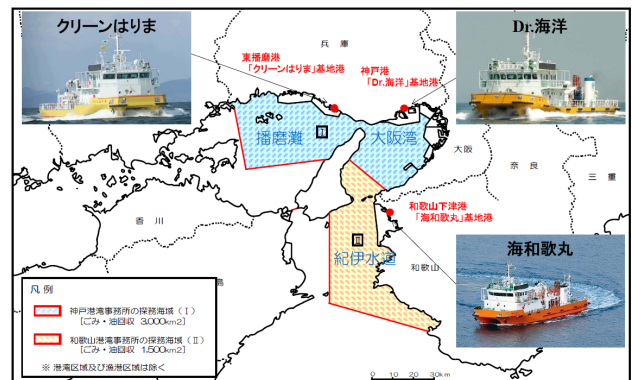 クリーンはりま
Dr.海洋
兵 庫
東播磨港
「クリーンはりま」基地港
神戸港
「Dr.海洋」基地港
播磨灘
Ⅰ
大阪湾
大阪
奈 良
三 重
香 川
和歌山下津港
「海和歌丸」基地港
紀伊水道
Ⅱ
和歌山
島
海和歌丸
凡 例
神戸港湾事務所の探務海域（Ⅰ）
［ごみ・油回収 3,000km2］
和歌山港湾事務所の探務海域（Ⅱ）
［ごみ・油回収 1,500km2］
※ 港湾区域及び漁港区域は除く
0 10 20 30km